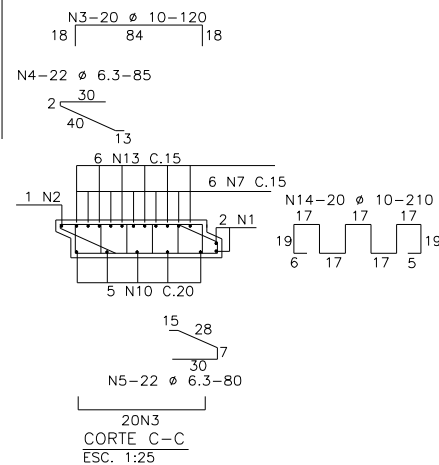 N3-20 ø 10-120
18 84 18
N4-22 ø 6.3-85
30
2
40
13
6 N13 C.15
6 N7 C.15
1 N2
2 N1
N14-20 ø 10-210
17 17 17
19 19
6 17 17 5
5 N10 C.20
15 28
7
30
N5-22 ø 6.3-80
20N3
CORTE C-C
ESC. 1:25